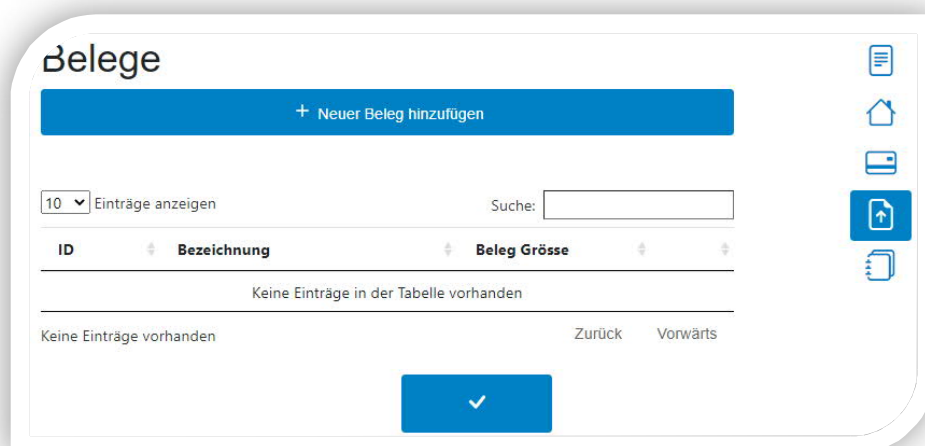 Belege
+ Neuer Beleg hinzufügen
10 Einträge anzeigen Suche:
ID Bezeichnung Beleg Grösse
Keine Einträge in der Tabelle vorhanden
Keine Einträge vorhanden Zurück Vorwärts